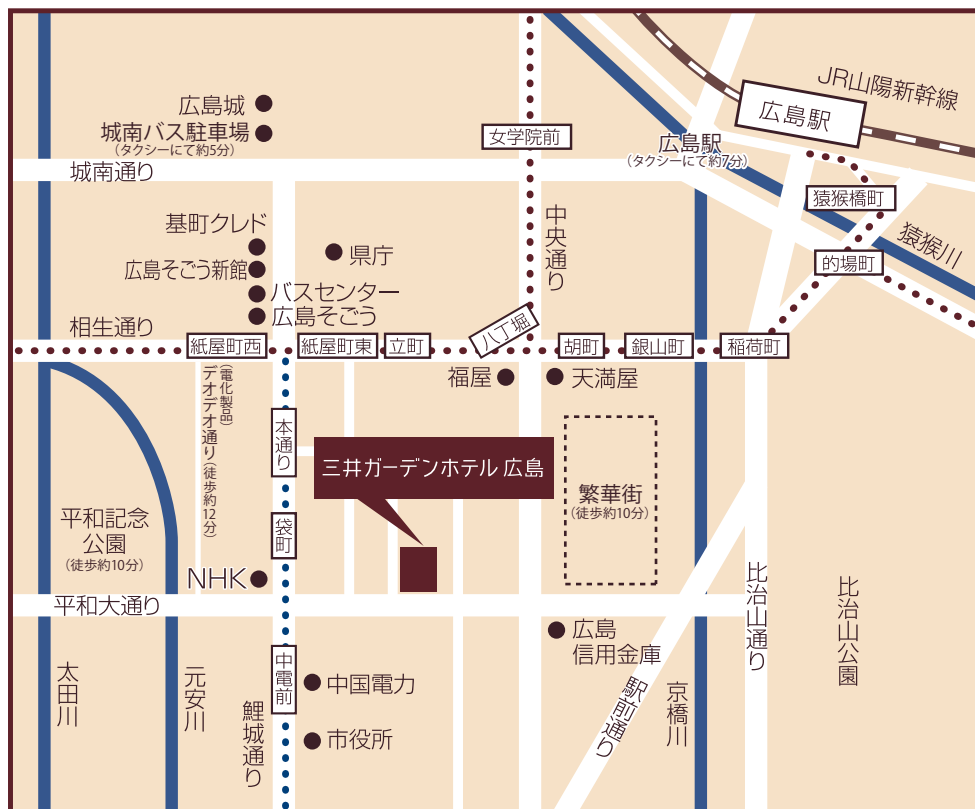 JR山陽新幹線
広島駅
広島城
城南バス駐車場
(タクシーにて約5分)
城南通り
女学院前
広島駅
(タクシーにて約7分)
猿猴橋町
猿猴川
的場町
中央通り
基町クレド
県庁
広島そごう新館
バスセンター
広島そごう
相生通り
紙屋町西
紙屋町東
立町
八丁堀
胡町
銀山町
稲荷町
福屋
天満屋
(電化製品)
デオデオ通り(徒歩約12分)
本通り
三井ガーデンホテル 広島
繁華街
(徒歩約10分)
袋町
平和記念
公園
(徒歩約10分)
NHK
平和大通り
比治山通り
比治山公園
広島
信用金庫
太田川
元安川
鯉城通り
中電前
中国電力
市役所
駅前通り
京橋川